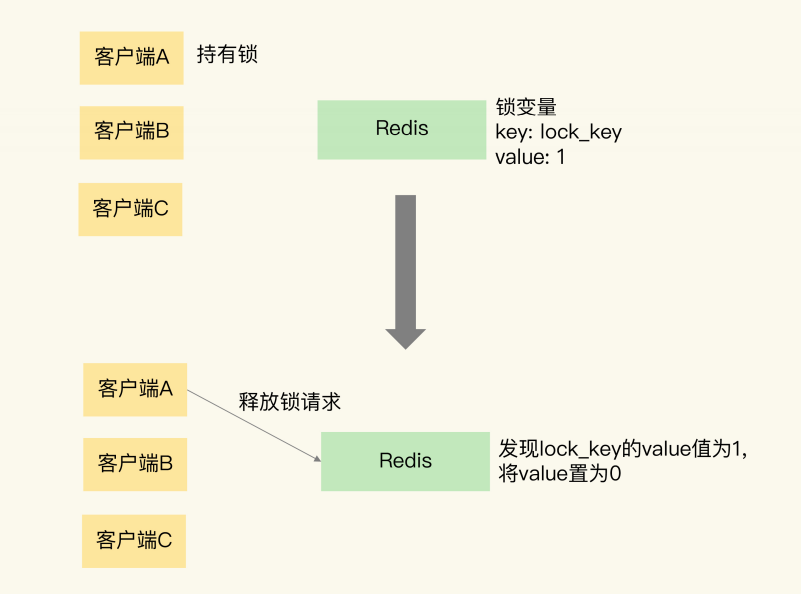 客户端A
持有锁
客户端B
Redis
锁变量
key: lock_key
value: 1
客户端C
客户端A
释放锁请求
客户端B
Redis
发现lock_key的value值为1,
将value置为0
客户端C